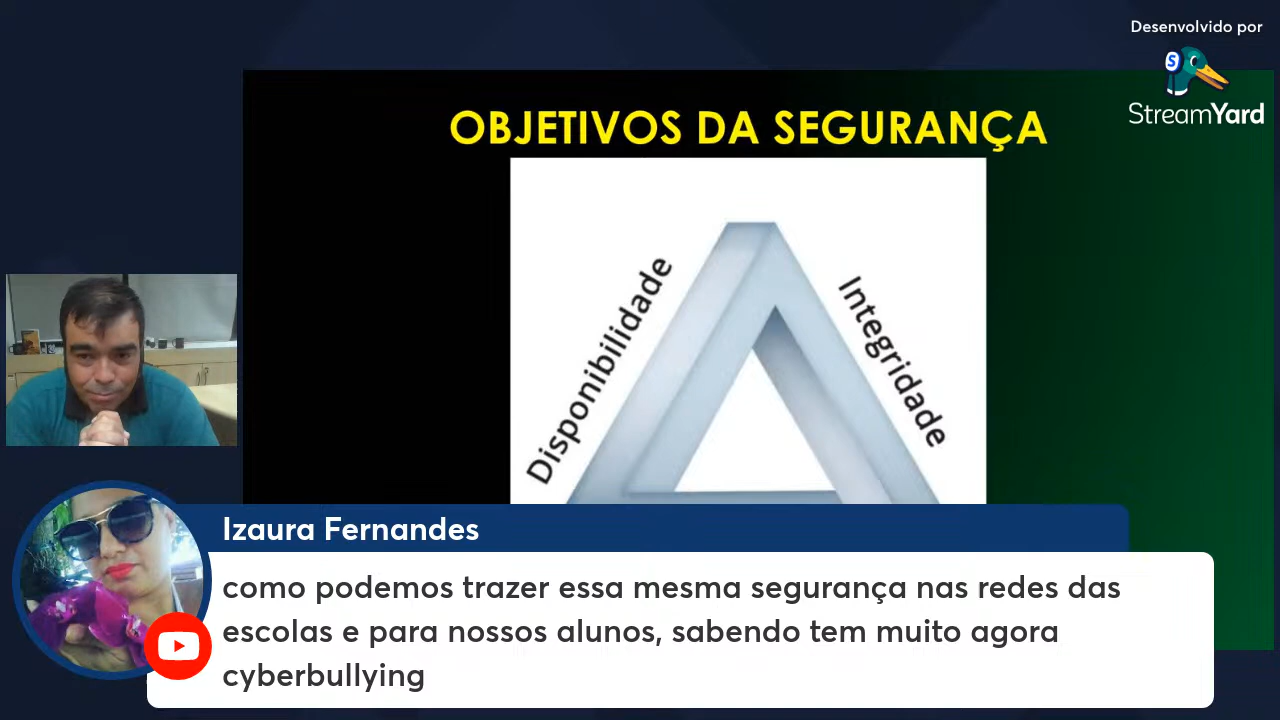 Desenvolvido por
StreamYard
OBJETIVOS DA SEGURANÇA
Disponibilidade
Integridade
Izaura Fernandes
como podemos trazer essa mesma segurança nas redes das
escolas e para nossos alunos, sabendo tem muito agora
cyberbullying